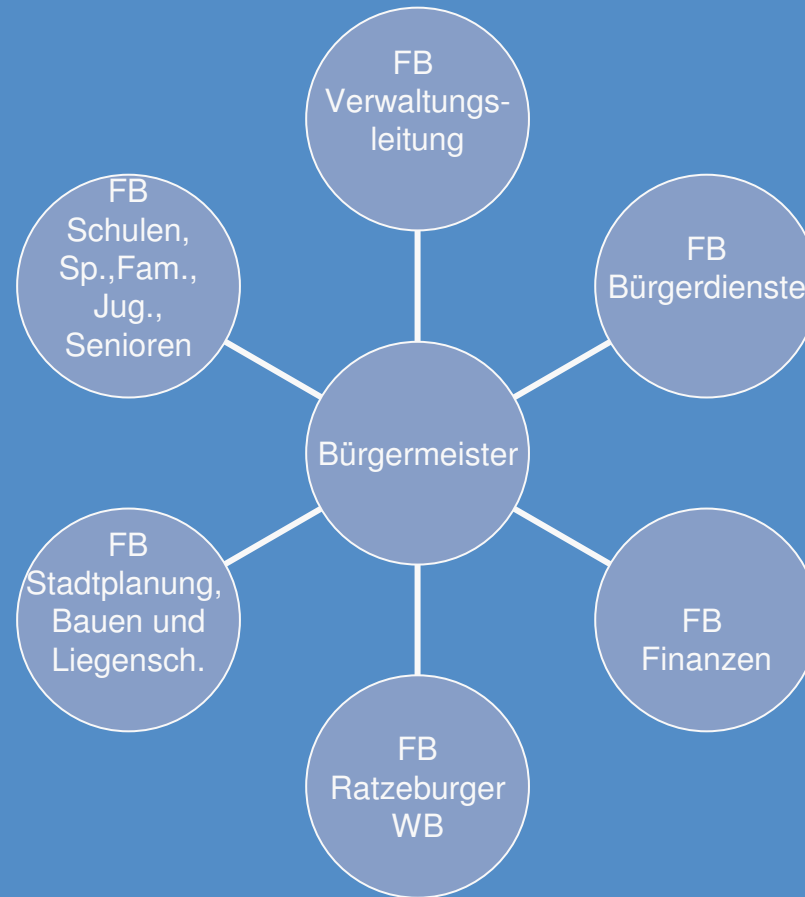 FB
Verwaltungs-
leitung
FB
Schulen,
Sp.,Fam.,
Jug.,
Senioren
FB
Bürgerdienste
Bürgermeister
FB
Stadtplanung,
Bauen und
Liegensch.
FB
Finanzen
FB
Ratzeburger
WB